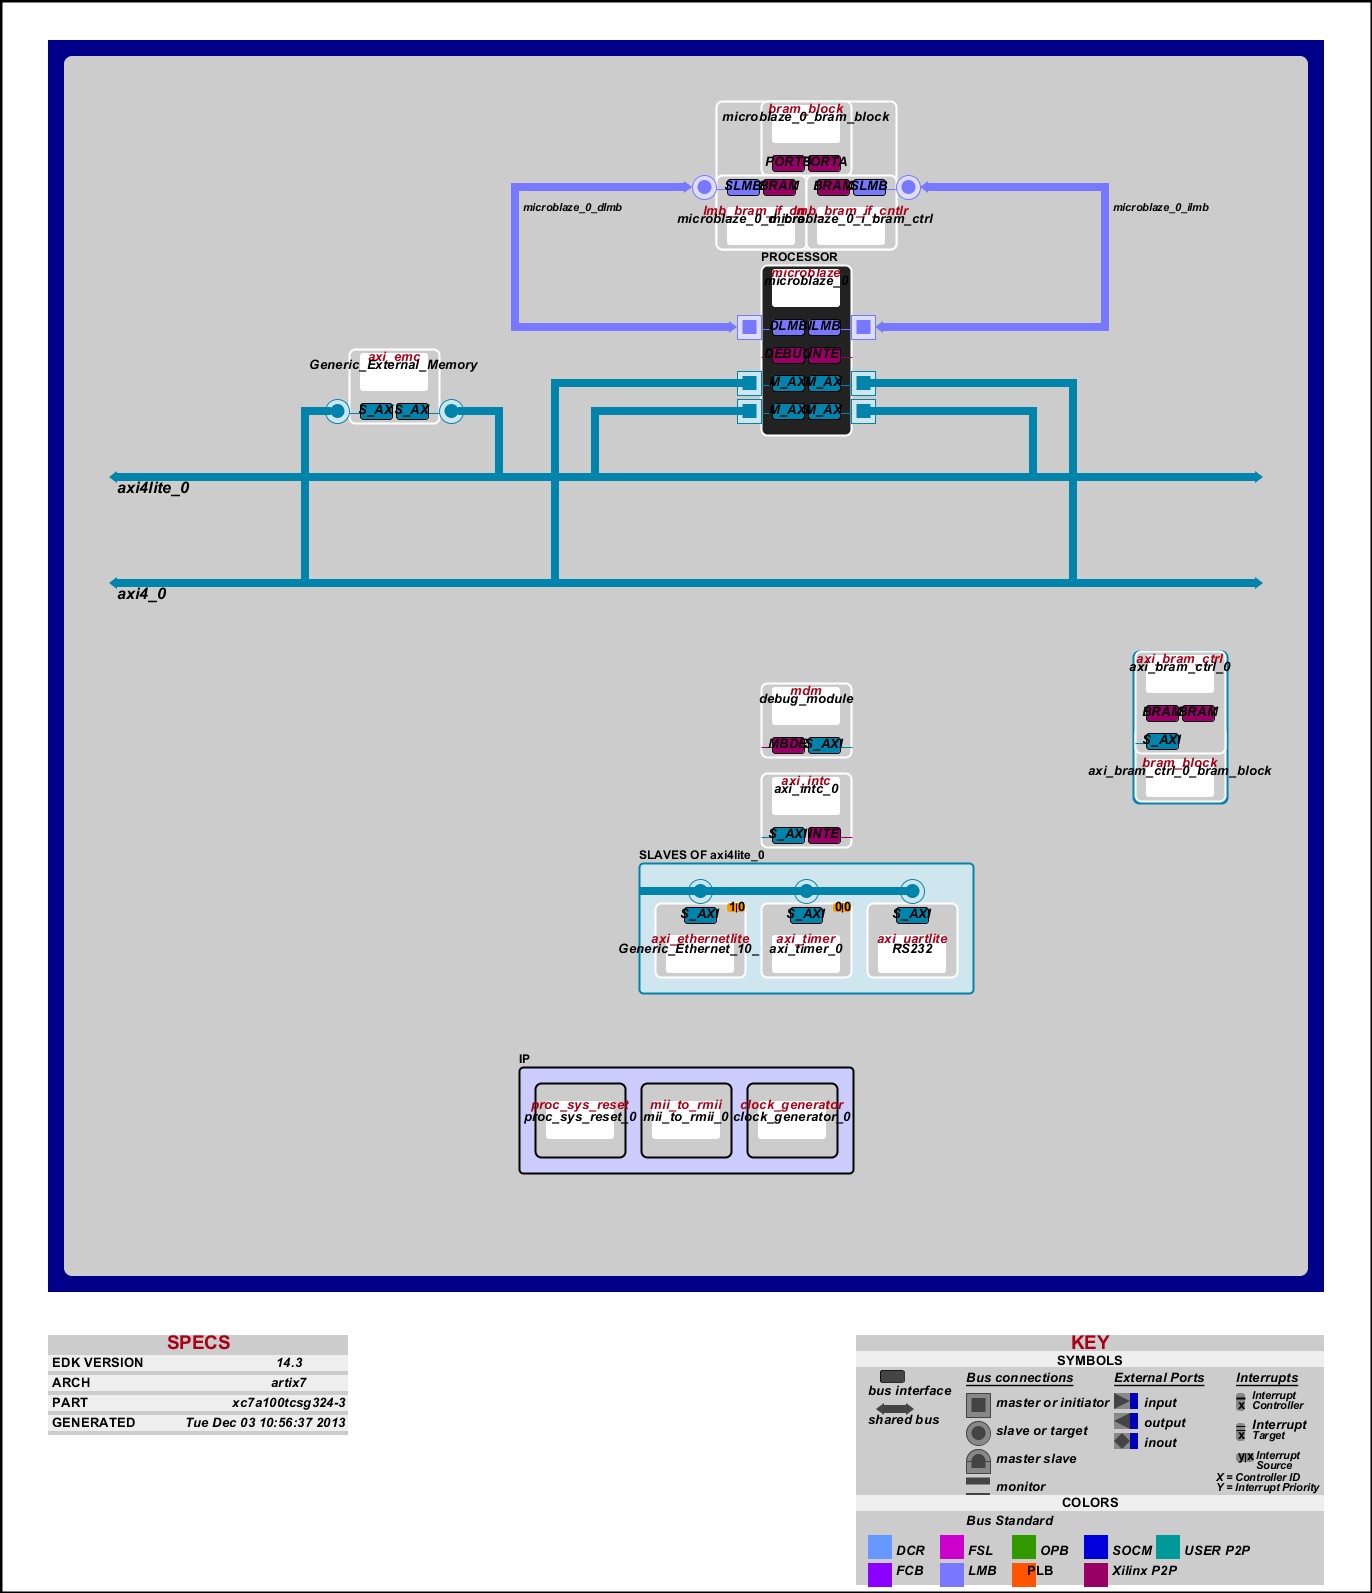 bram_block
microblaze_0_bram_block
PORTB PORTA
SLMB BRAM BRAM SLMB
microblaze_0_dlmb
microblaze_0_ilmb
lmb_bram_if_cntlr
microblaze_0_i_bram_ctrl
PROCESSOR
microblaze
microblaze_0
DLMB ILMB
DEBUG INTE
M_AX M_AX
M_AX M_AX
axi_emc
Generic_External_Memory
S_AX S_AX
axi4lite_0
axi4_0
axi_bram_ctrl
axi_bram_ctrl_0
BRAM BRAM
S_AXI
bram_block
axi_bram_ctrl_0_bram_block
mdm
debug_module
MBDE S_AXI
axi_intc
axi_intc_0
S_AXI INTE
SLAVES OF axi4lite_0
1|0 0|0
S_AXI S_AXI S_AXI
axi_ethernetlite axi_timer axi_uartlite
Generic_Ethernet_10_ axi_timer_0 RS232
IP
proc_sys_reset mii_to_rmii clock_generator
proc_sys_reset_0 mii_to_rmii_0 clock_generator_0
SPECS
EDK VERSION 14.3
ARCH artix7
PART xc7a100tcsg324-3
GENERATED Tue Dec 03 10:56:37 2013
KEY
SYMBOLS
bus interface
shared bus
Bus connections
master or initiator
slave or target
master slave
monitor
External Ports
input
output
inout
Interrupts
x Interrupt
Controller
x Interrupt
Target
y|x Interrupt
Source
X = Controller ID
Y = Interrupt Priority
COLORS
Bus Standard
DCR FSL OPB SOCM USER P2P
FCB LMB PLB Xilinx P2P